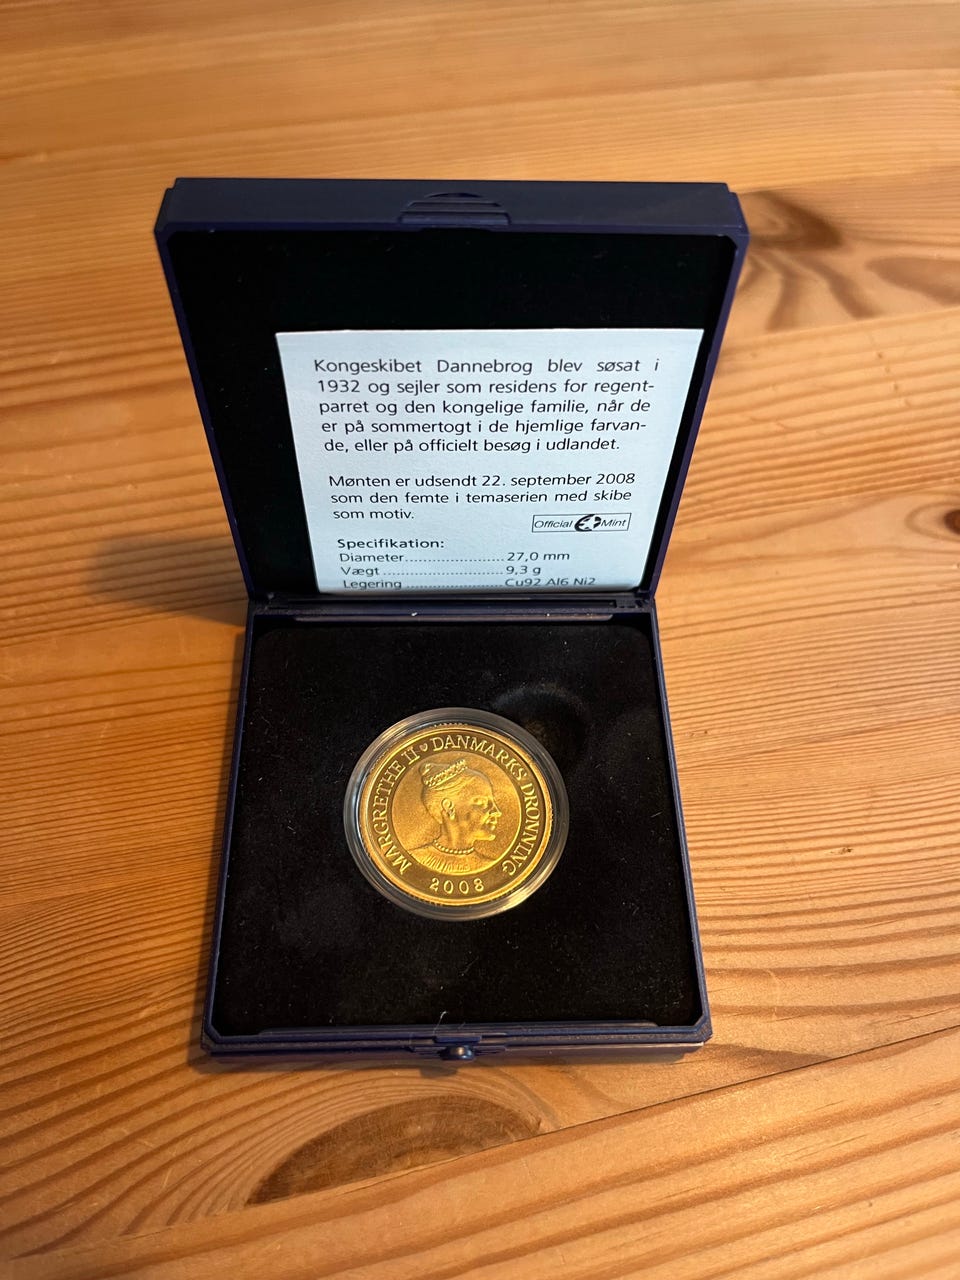 Kongeskibet Dannebrog blev søsat i
1932 og sejler som residens for regent-
parret og den kongelige familie, når de
er på sommertogt i de hjemlige farvan-
de, eller på officielt besøg i udlandet.
Mønten er udsendt 22. september 2008
som den femte i temaserien med skibe
som motiv.
Official Mint
Specifikation:
Diameter........................27,0 mm
Vægt.............................9,3 g
Legering........................Cu92 Al6 Ni2
MARGRETHE II DANMARKS DRONNING
2008